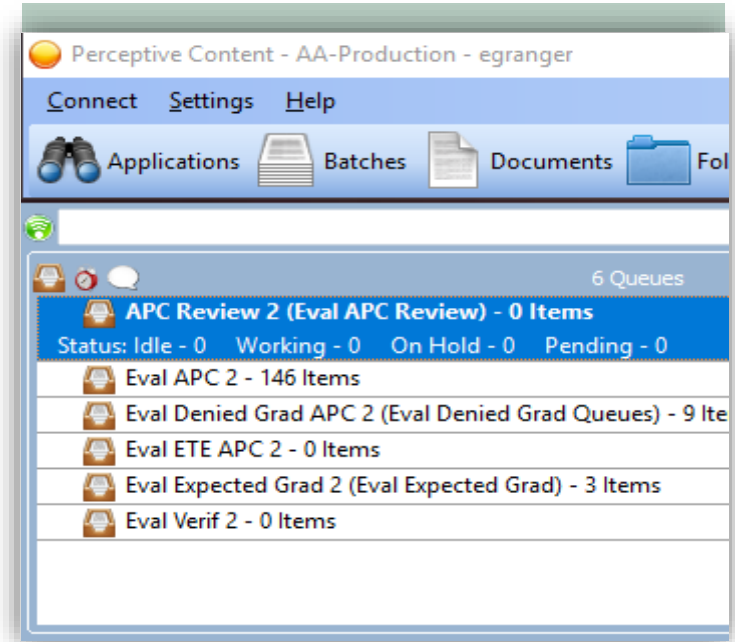 Perceptive Content - AA-Production - egranger
Connect Settings Help
Applications Batches Documents Fol
6 Queues
APC Review 2 (Eval APC Review) - 0 Items
Status: Idle - 0 Working - 0 On Hold - 0 Pending - 0
Eval APC 2 - 146 Items
Eval Denied Grad APC 2 (Eval Denied Grad Queues) - 9 Ite
Eval ETE APC 2 - 0 Items
Eval Expected Grad 2 (Eval Expected Grad) - 3 Items
Eval Verif 2 - 0 Items